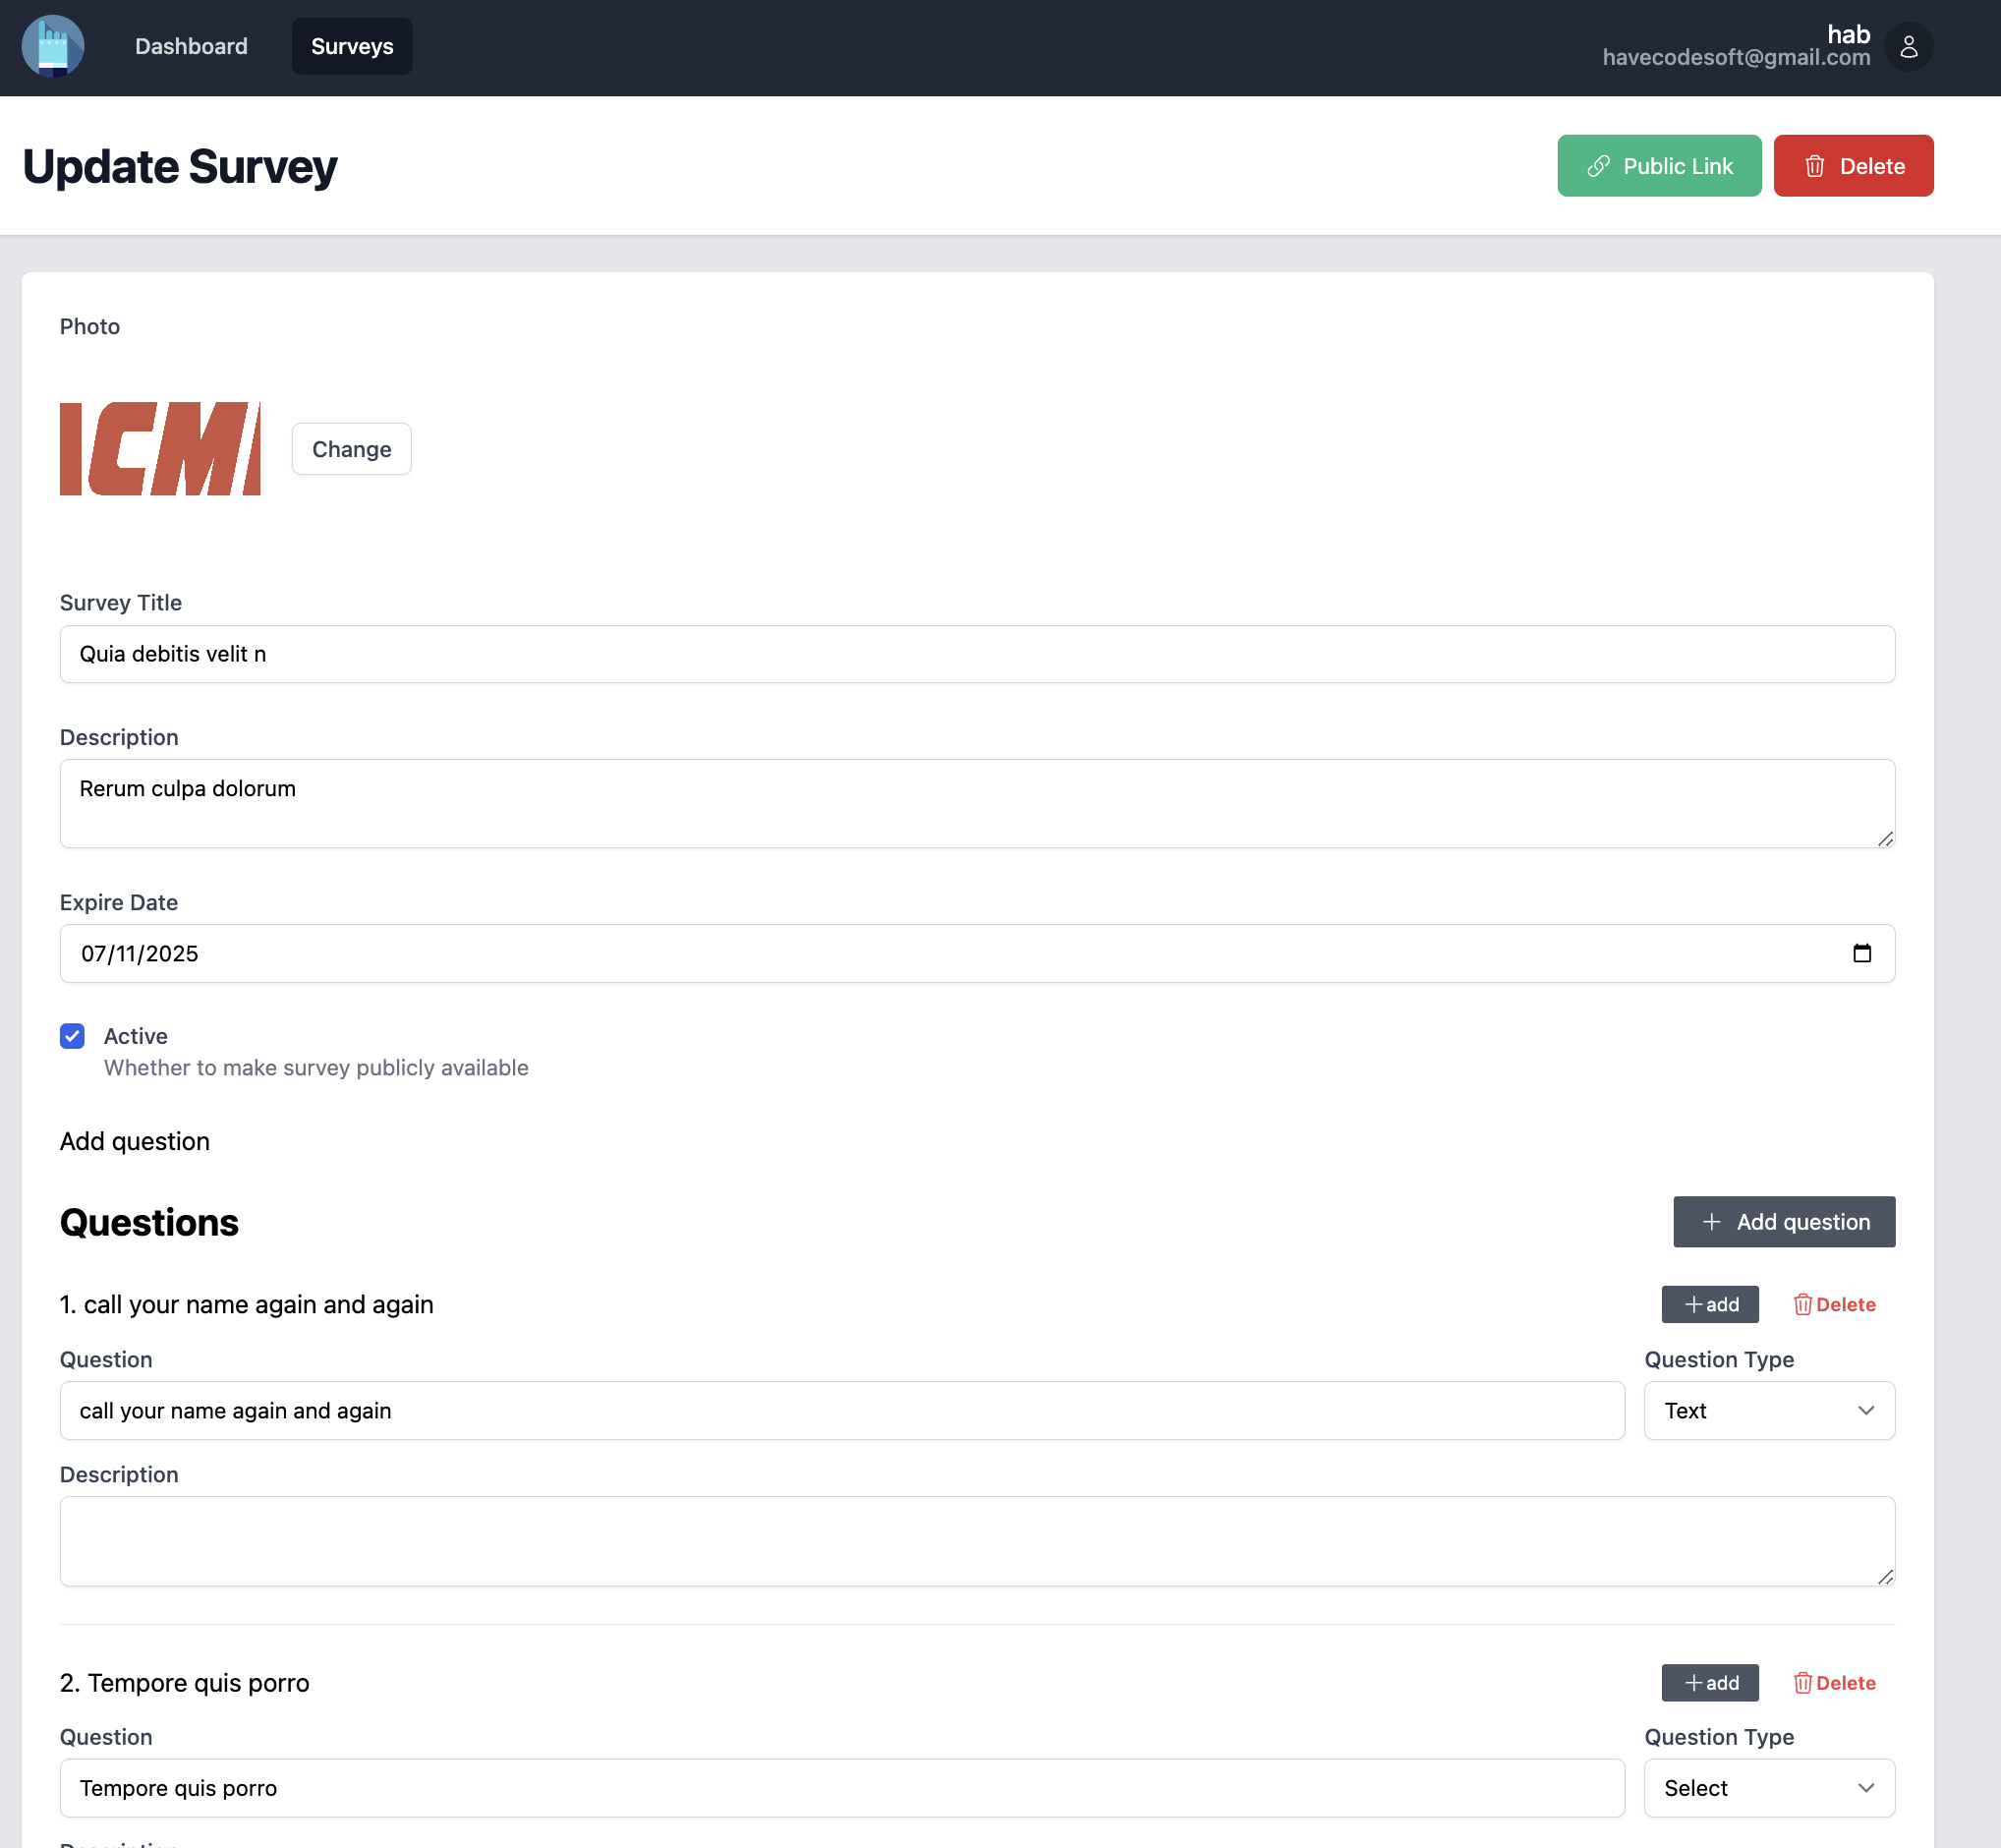 Dashboard
Surveys
hab
havecodesoft@gmail.com
Update Survey
Public Link
Delete
Photo
ICMI
Change
Survey Title
Quia debitis velit n
Description
Rerum culpa dolorum
Expire Date
07/11/2025
Active
Whether to make survey publicly available
Add question
Questions
+ Add question
1. call your name again and again
+add
Delete
Question
Question Type
call your name again and again
Text
Description
2. Tempore quis porro
+add
Delete
Question
Question Type
Tempore quis porro
Select
Description